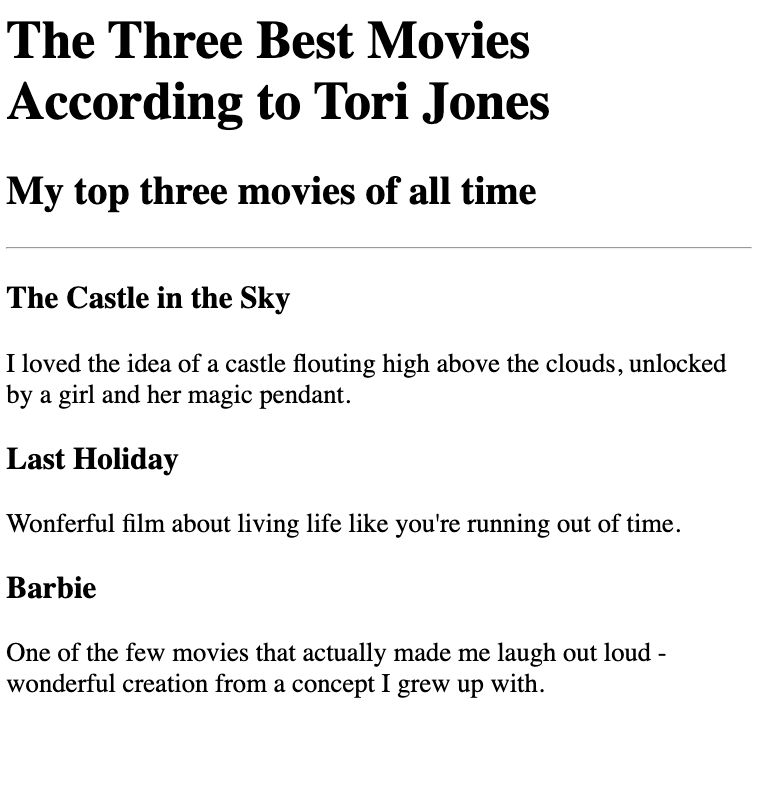 The Three Best Movies
According to Tori Jones
My top three movies of all time
The Castle in the Sky
I loved the idea of a castle flouting high above the clouds, unlocked
by a girl and her magic pendant.
Last Holiday
Wonferful film about living life like you're running out of time.
Barbie
One of the few movies that actually made me laugh out loud -
wonderful creation from a concept I grew up with.